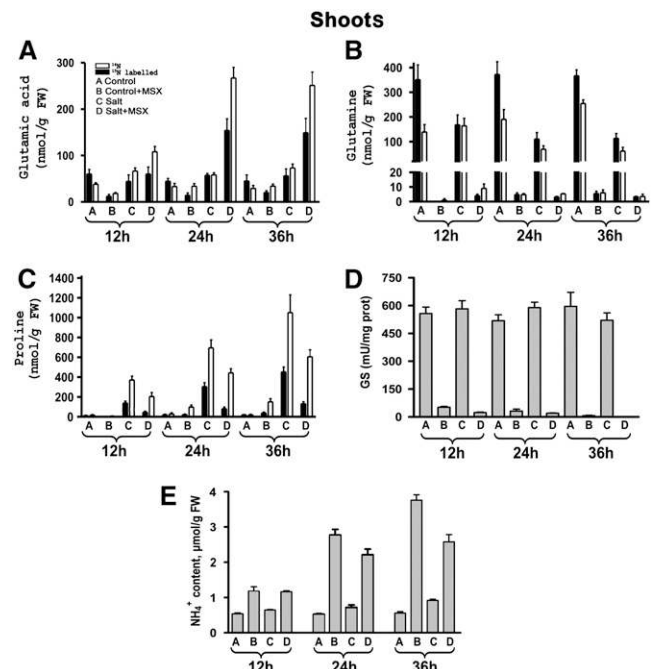 Shoots
A
Glutamic acid
(nmol/g FW)
300
200
100
0
¹⁴N
¹⁵N labelled
A Control
B Control+MSX
C Salt
D Salt+MSX
A B C D A B C D A B C D
12h 24h 36h
B
Glutamine
(nmol/g FW)
400
300
200
100
20
10
0
A B C D A B C D A B C D
12h 24h 36h
C
Proline
(nmol/g FW)
1400
1200
1000
800
600
400
200
0
A B C D A B C D A B C D
12h 24h 36h
D
GS (mU/mg prot)
750
600
450
300
150
0
A B C D A B C D A B C D
12h 24h 36h
E
NH₄⁺ content, µmol/g FW
4
3
2
1
0
A B C D A B C D A B C D
12h 24h 36h